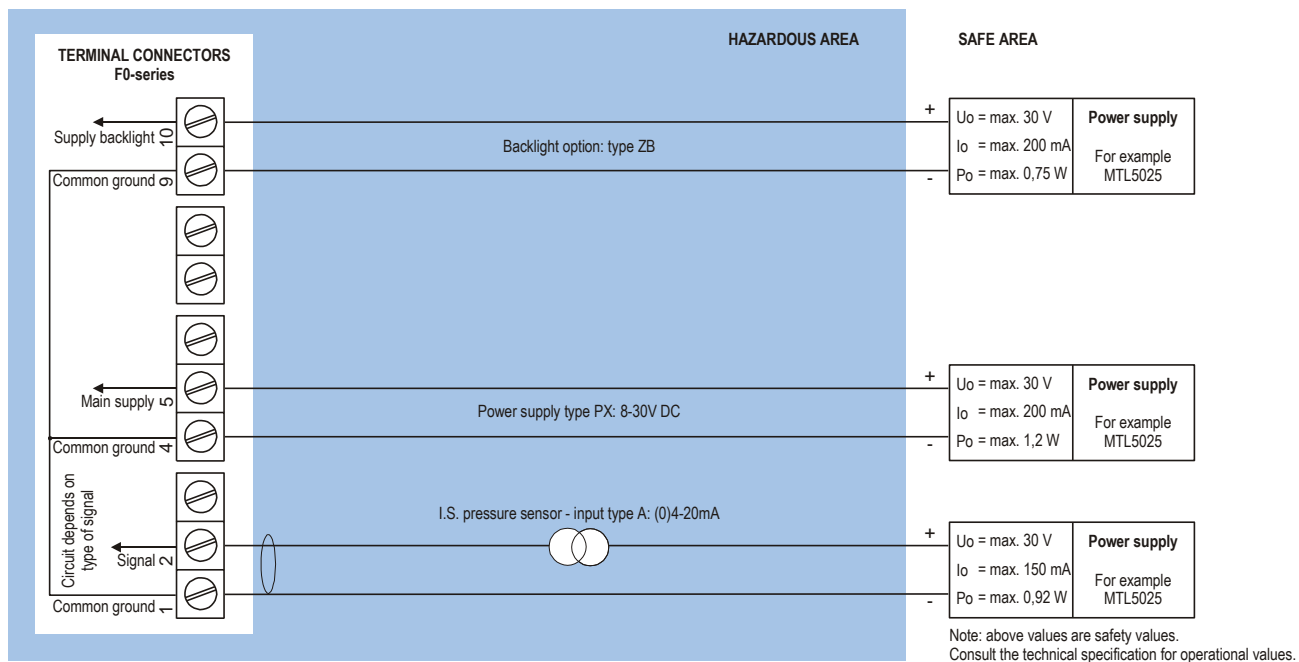 HAZARDOUS AREA
SAFE AREA
TERMINAL CONNECTORS
F0-series
Supply backlight 10
Common ground 9
Backlight option: type ZB
+
-
Uo = max. 30 V
Io = max. 200 mA
Po = max. 0,75 W
Power supply
For example
MTL5025
Main supply 5
Common ground 4
Power supply type PX: 8-30V DC
+
-
Uo = max. 30 V
Io = max. 200 mA
Po = max. 1,2 W
Power supply
For example
MTL5025
Circuit depends on
type of signal
Signal 2
Common ground 1
I.S. pressure sensor - input type A: (0)4-20mA
+
-
Uo = max. 30 V
Io = max. 150 mA
Po = max. 0,92 W
Power supply
For example
MTL5025
Note: above values are safety values.
Consult the technical specification for operational values.